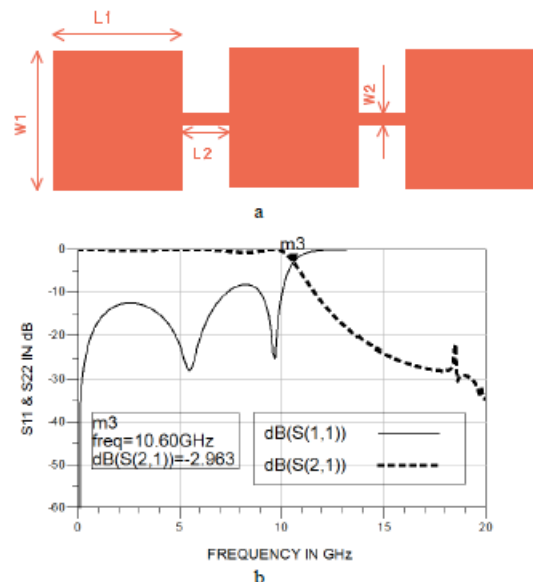 L1
W1
L2
W2
a
m3
0
-10
-20
-30
-40
-50
-60
S11 & S22 IN dB
m3
freq=10.60GHz
dB(S(2,1))=-2.963
dB(S(1,1))
dB(S(2,1))
0
5
10
15
20
FREQUENCY IN GHz
b